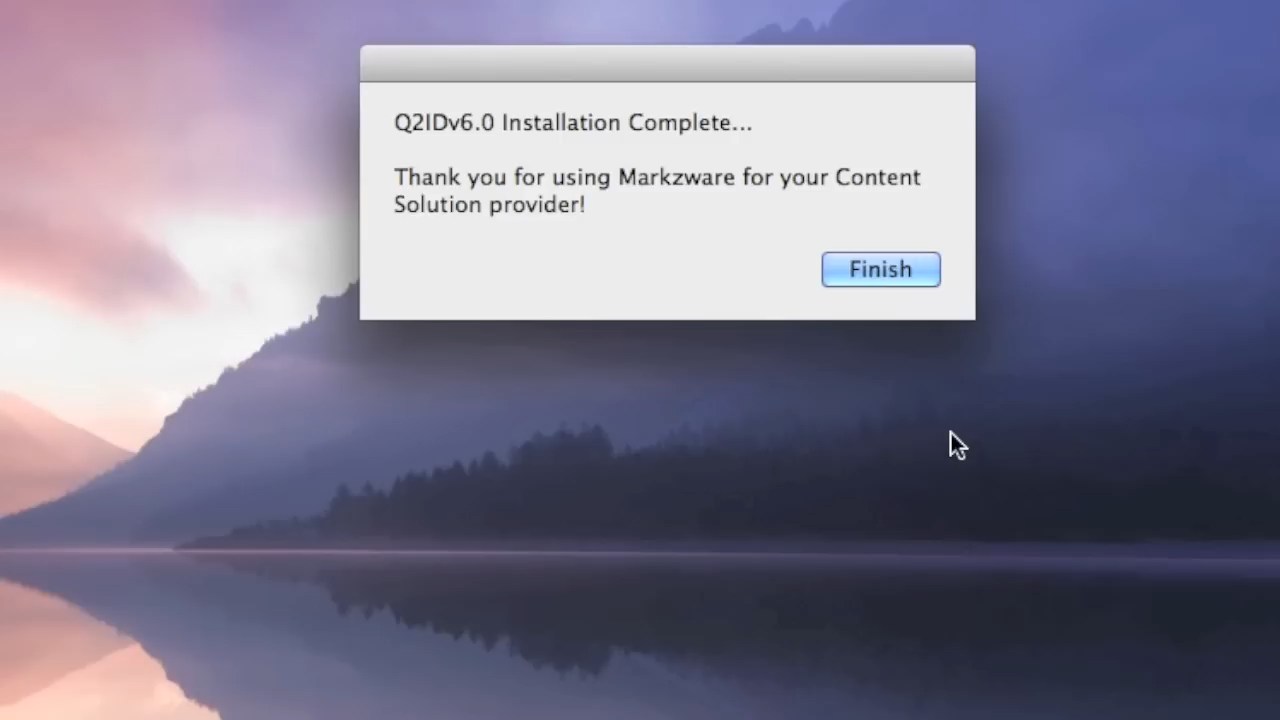 Q2IDv6.0 Installation Complete...
Thank you for using Markzware for your Content
Solution provider!
Finish